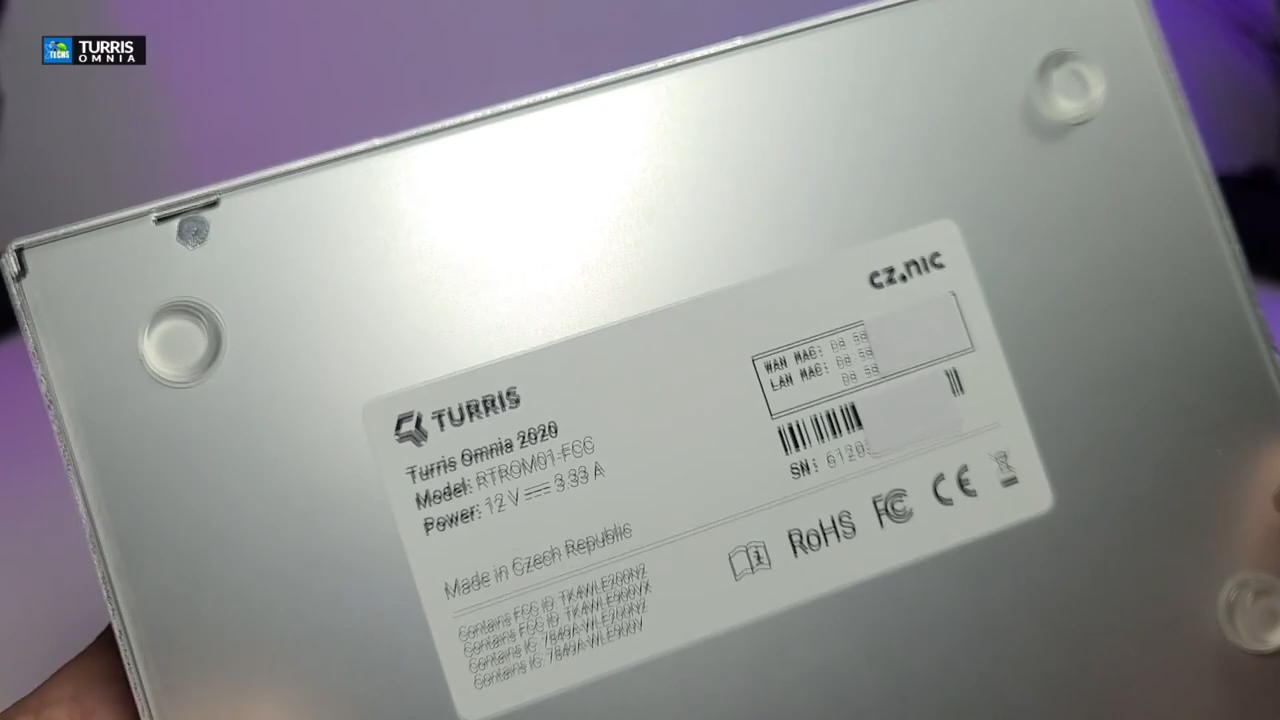 TECHS
TURRIS
OMNIA
cz.nic
TURRIS
Turris Omnia 2020
Model: RTROM01-FCC
Power: 12 V 3.33 A
Made in Czech Republic
Contains FCC ID: TK4WLE200N2
Contains FCC ID: TK4WLE900VX
Contains IC: 7849A-WLE200N2
Contains IC: 7849A-WLE900V
WAN MAC: D8 58
LAN MAC: D8 58
D8 58
SN: 6120
RoHS
FC
CE